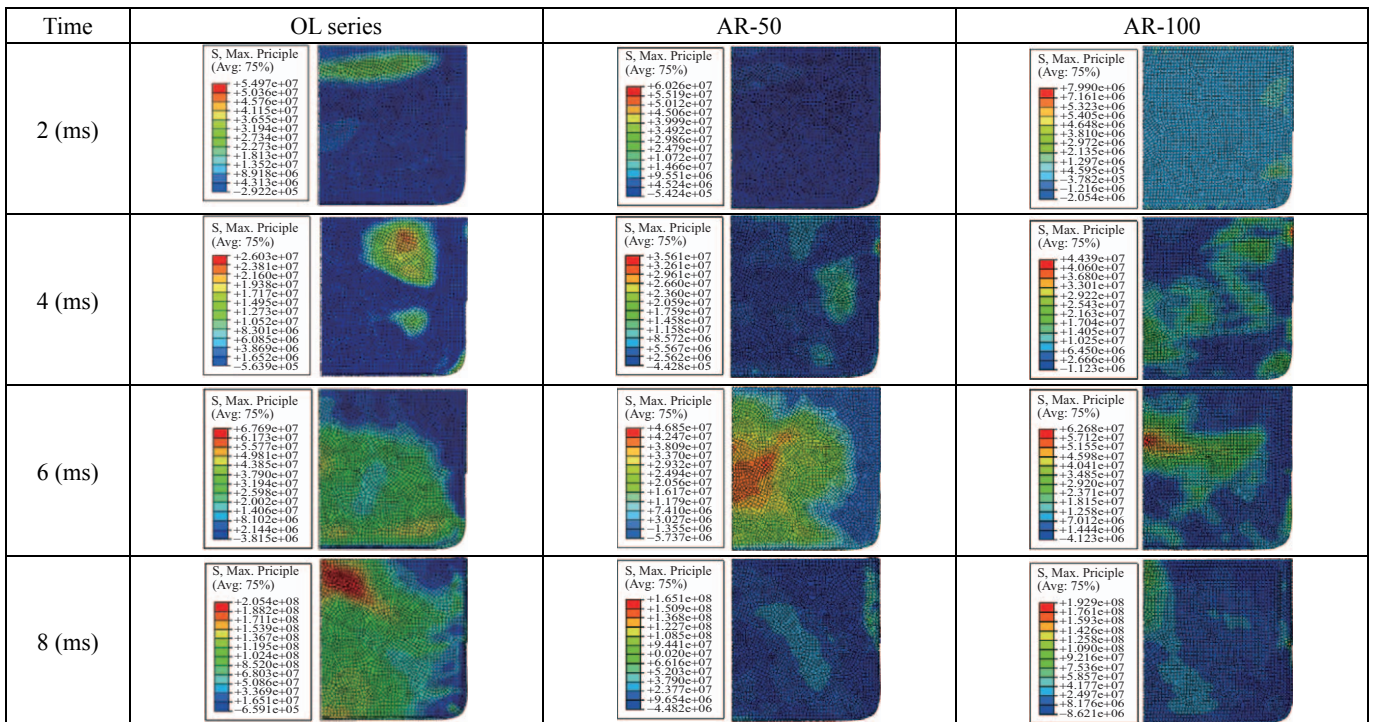 Time OL series AR-50 AR-100
2 (ms)
S, Max. Priciple
(Avg: 75%)
+5.497e+07
+5.036e+07
+4.576e+07
+4.115e+07
+3.655e+07
+3.194e+07
+2.734e+07
+2.273e+07
+1.813e+07
+1.352e+07
+8.918e+06
+4.313e+06
−2.922e+05
S, Max. Priciple
(Avg: 75%)
+6.026e+07
+5.519e+07
+5.012e+07
+4.506e+07
+3.999e+07
+3.492e+07
+2.986e+07
+2.479e+07
+1.072e+07
+1.466e+07
+9.551e+06
+4.524e+06
−5.424e+05
S, Max. Priciple
(Avg: 75%)
+7.990e+06
+7.161e+06
+5.323e+06
+5.405e+06
+4.648e+06
+3.810e+06
+2.972e+06
+2.135e+06
+1.297e+06
+4.595e+05
−3.782e+05
−1.216e+06
−2.054e+06
4 (ms)
S, Max. Priciple
(Avg: 75%)
+2.603e+07
+2.381e+07
+2.160e+07
+1.938e+07
+1.717e+07
+1.495e+07
+1.273e+07
+1.052e+07
+8.301e+06
+6.085e+06
+3.869e+06
+1.652e+06
−5.639e+05
S, Max. Priciple
(Avg: 75%)
+3.561e+07
+3.261e+07
+2.961e+07
+2.660e+07
+2.360e+07
+2.059e+07
+1.759e+07
+1.458e+07
+1.158e+07
+8.572e+06
+5.567e+06
+2.562e+06
−4.428e+05
S, Max. Priciple
(Avg: 75%)
+4.439e+07
+4.060e+07
+3.680e+07
+3.301e+07
+2.922e+07
+2.543e+07
+2.163e+07
+1.704e+07
+1.405e+07
+1.025e+07
+6.450e+06
+2.666e+06
−1.123e+06
6 (ms)
S, Max. Priciple
(Avg: 75%)
+6.769e+07
+6.173e+07
+5.577e+07
+4.981e+07
+4.385e+07
+3.790e+07
+3.194e+07
+2.598e+07
+2.002e+07
+1.406e+07
+8.102e+06
+2.144e+06
−3.815e+06
S, Max. Priciple
(Avg: 75%)
+4.685e+07
+4.247e+07
+3.809e+07
+3.370e+07
+2.932e+07
+2.494e+07
+2.056e+07
+1.617e+07
+1.179e+07
+7.410e+06
+3.027e+06
−1.355e+06
−5.737e+06
S, Max. Priciple
(Avg: 75%)
+6.268e+07
+5.712e+07
+5.155e+07
+4.598e+07
+4.041e+07
+3.485e+07
+2.920e+07
+2.371e+07
+1.815e+07
+1.258e+07
+7.012e+06
+1.444e+06
−4.123e+06
8 (ms)
S, Max. Priciple
(Avg: 75%)
+2.054e+08
+1.882e+08
+1.711e+08
+1.539e+08
+1.367e+08
+1.195e+08
+1.024e+08
+8.520e+07
+6.803e+07
+5.086e+07
+3.369e+07
+1.651e+07
−6.591e+05
S, Max. Priciple
(Avg: 75%)
+1.651e+08
+1.509e+08
+1.368e+08
+1.227e+08
+1.085e+08
+9.441e+07
+0.020e+07
+6.616e+07
+5.203e+07
+3.790e+07
+2.377e+07
+9.654e+06
−4.482e+06
S, Max. Priciple
(Avg: 75%)
+1.929e+08
+1.761e+08
+1.593e+08
+1.426e+08
+1.258e+08
+1.090e+08
+9.216e+07
+7.536e+07
+5.857e+07
+4.177e+07
+2.497e+07
+8.176e+06
−8.621e+06